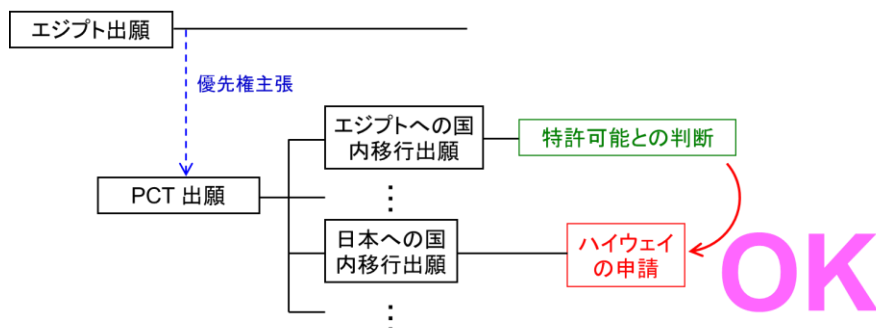 エジプト出願
優先権主張
エジプトへの国
内移行出願
特許可能との判断
PCT 出願
⋮
日本への国
内移行出願
ハイウェイ
の申請
OK
⋮